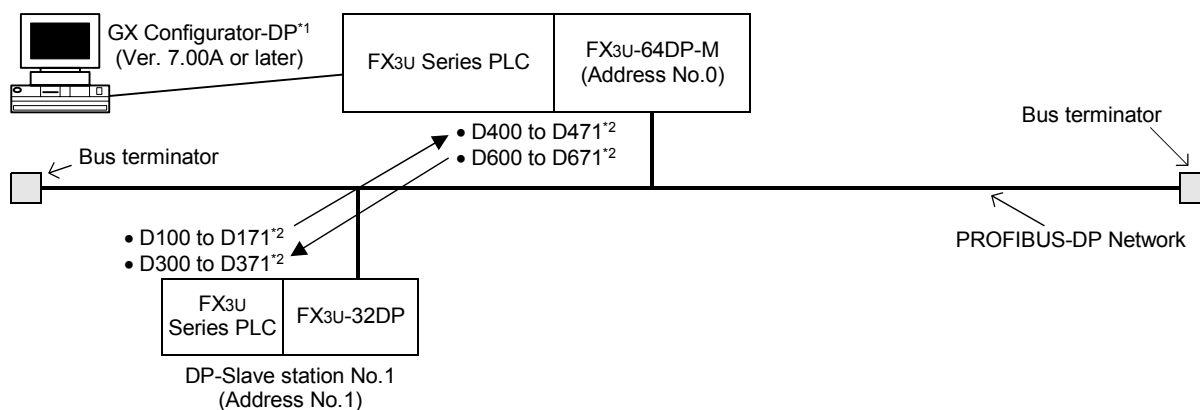 GX Configurator-DP*1
(Ver. 7.00A or later)
FX3U Series PLC
FX3U-64DP-M
(Address No.0)
Bus terminator
Bus terminator
• D400 to D471*2
• D600 to D671*2
• D100 to D171*2
• D300 to D371*2
PROFIBUS-DP Network
FX3U
Series PLC
FX3U-32DP
DP-Slave station No.1
(Address No.1)